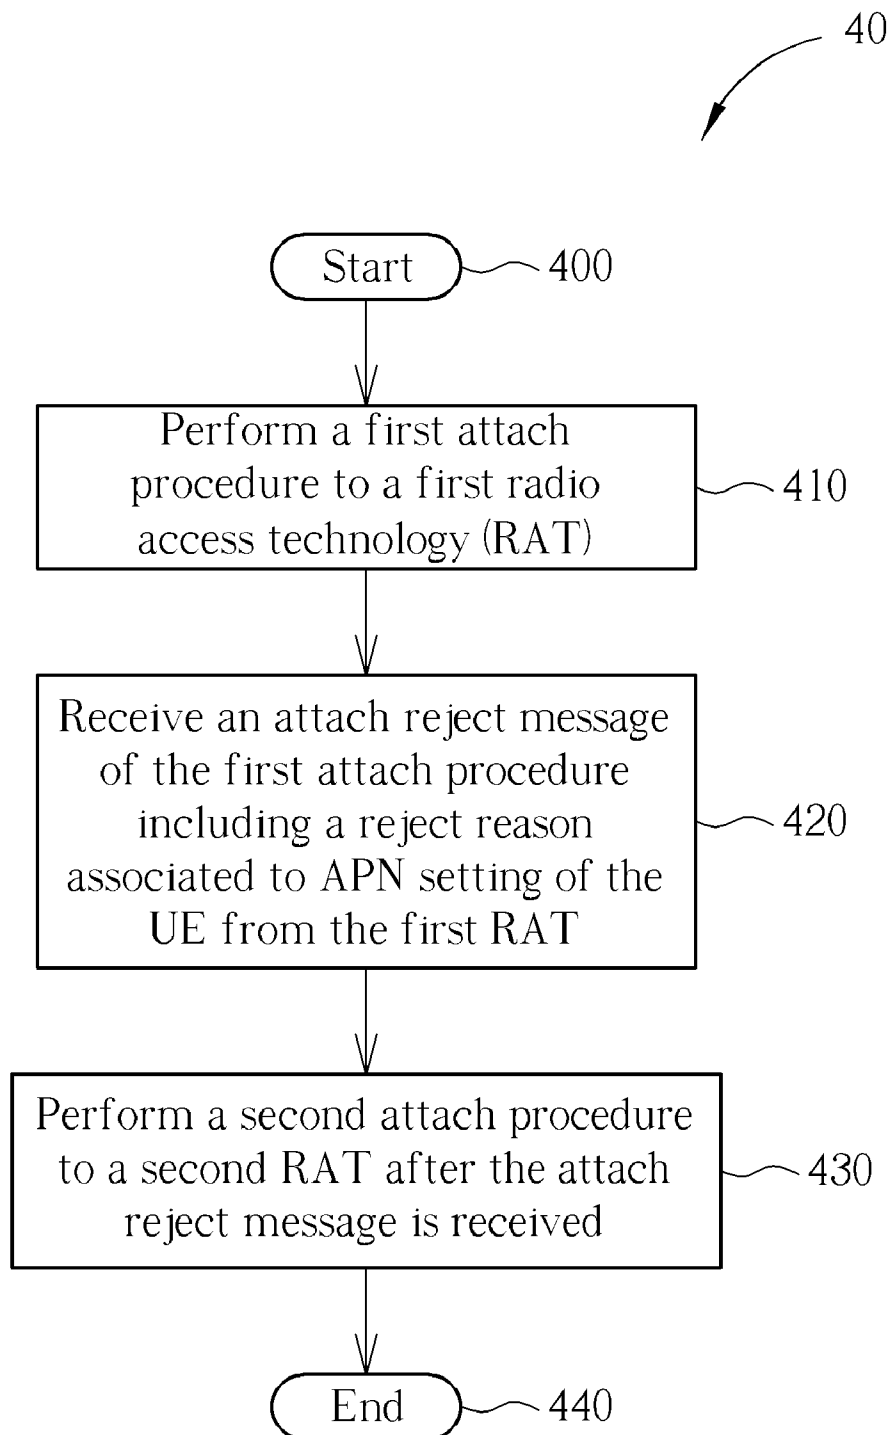 40
Start
400
Perform a first attach
procedure to a first radio
access technology (RAT)
410
Receive an attach reject message
of the first attach procedure
including a reject reason
associated to APN setting of the
UE from the first RAT
420
Perform a second attach procedure
to a second RAT after the attach
reject message is received
430
End
440